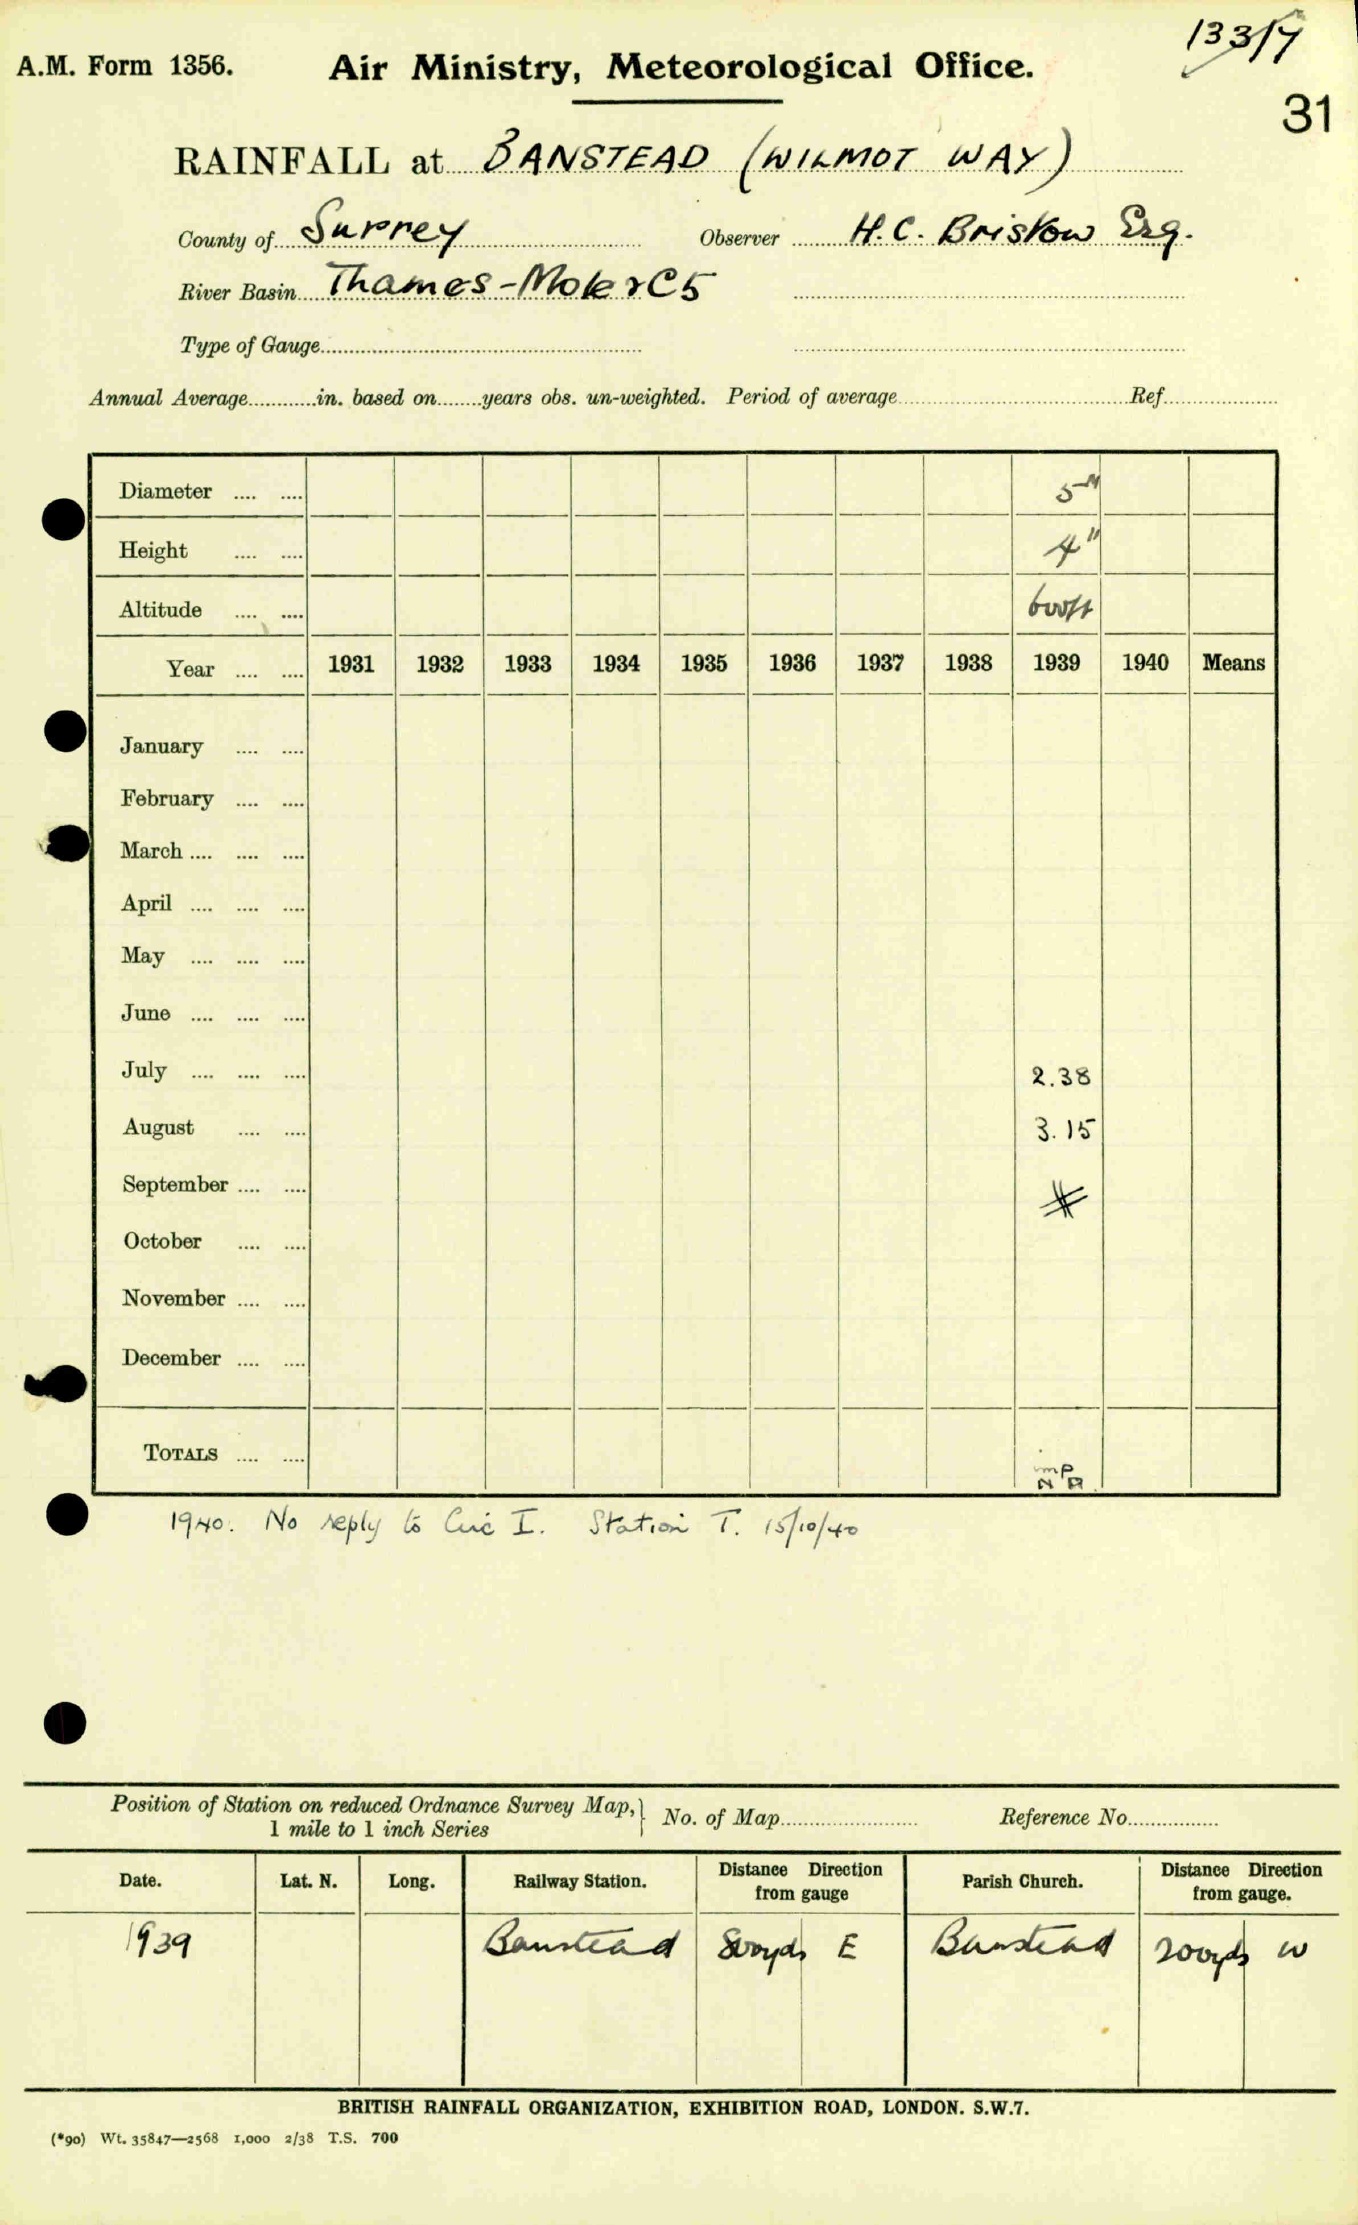 133/7
A.M. Form 1356. Air Ministry, Meteorological Office.
31
RAINFALL at BANSTEAD (WILMOT WAY)
County of Surrey Observer H.C. Bristow Esq.
River Basin Thames-Mole & C5
Type of Gauge
Annual Average in. based on years obs. un-weighted. Period of average Ref.
Diameter .... .... 5"
Height .... .... 4"
Altitude .... .... 600ft
Year .... .... 1931 1932 1933 1934 1935 1936 1937 1938 1939 1940 Means
January .... ....
February .... ....
March .... .... ....
April .... .... ....
May .... .... ....
June .... .... ....
July .... .... .... 2.38
August .... .... 3.15
September .... ....
October .... ....
November .... ....
December .... ....
TOTALS .... .... imp
1940. No reply to Circ I. Station T. 15/10/40
Position of Station on reduced Ordnance Survey Map, } No. of Map Reference No.
1 mile to 1 inch Series
Date. Lat. N. Long. Railway Station. Distance Direction from gauge Parish Church. Distance Direction from gauge.
1939 Banstead 800yds E Banstead 200yds W
BRITISH RAINFALL ORGANIZATION, EXHIBITION ROAD, LONDON. S.W.7.
(*90) Wt. 35847—2568 1,000 2/38 T.S. 700